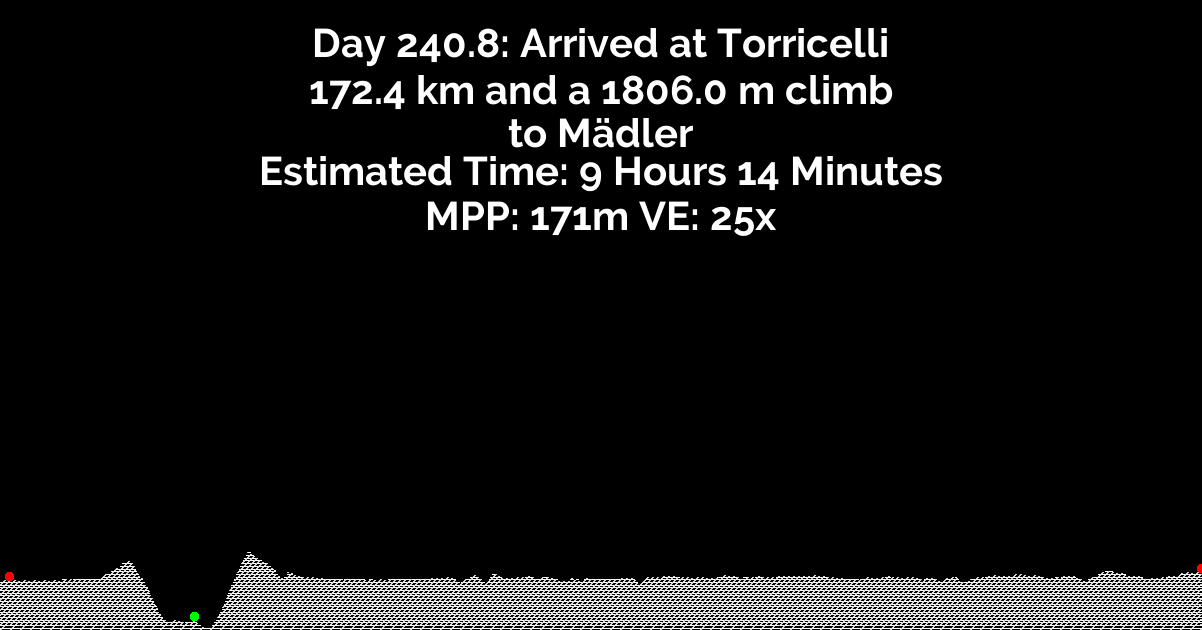 Day 240.8: Arrived at Torricelli
172.4 km and a 1806.0 m climb
to Mädler
Estimated Time: 9 Hours 14 Minutes
MPP: 171m VE: 25x